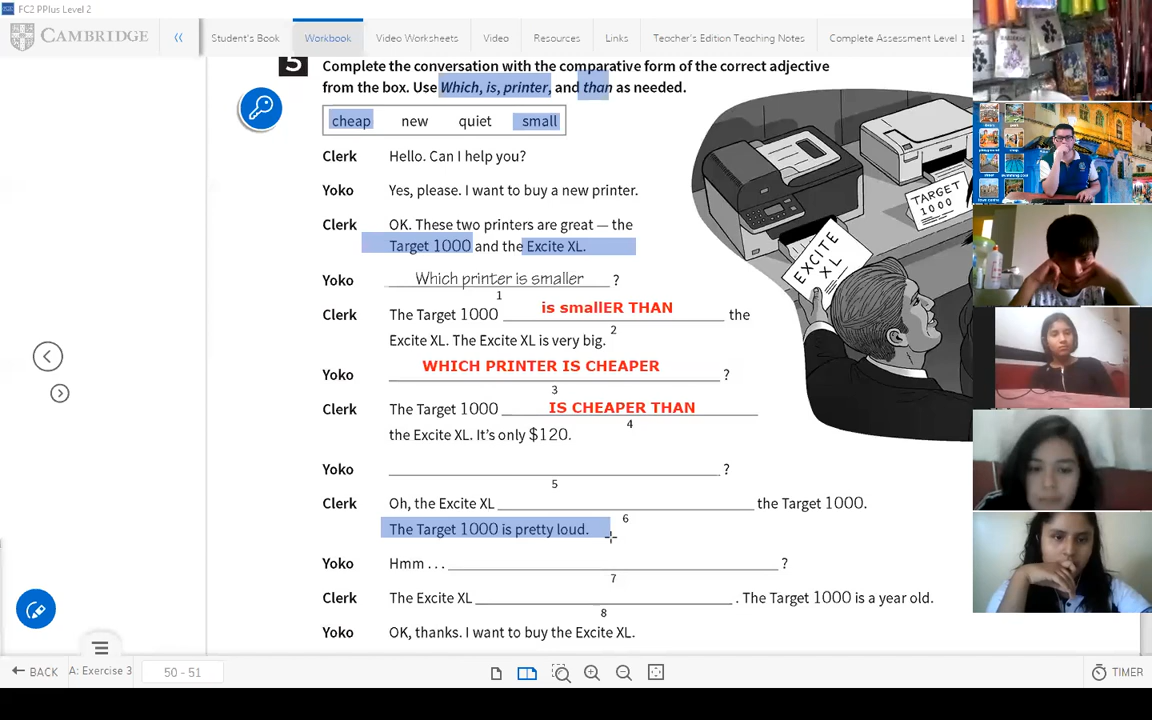 FC2 PPlus Level 2
CAMBRIDGE
Student's Book Workbook Video Worksheets Video Resources Links Teacher's Edition Teaching Notes Complete Assessment Level 1
5 Complete the conversation with the comparative form of the correct adjective
from the box. Use Which, is, printer, and than as needed.
cheap new quiet small
Clerk Hello. Can I help you?
Yoko Yes, please. I want to buy a new printer.
Clerk OK. These two printers are great — the
Target 1000 and the Excite XL.
Yoko Which printer is smaller ?
1
Clerk The Target 1000 is smallER THAN the
2
Excite XL. The Excite XL is very big.
Yoko WHICH PRINTER IS CHEAPER ?
3
Clerk The Target 1000 IS CHEAPER THAN
4
the Excite XL. It's only $120.
Yoko ?
5
Clerk Oh, the Excite XL the Target 1000.
6
The Target 1000 is pretty loud.
Yoko Hmm . . . ?
7
Clerk The Excite XL . The Target 1000 is a year old.
8
Yoko OK, thanks. I want to buy the Excite XL.
TARGET
1000
EXCITE
XL
BACK A: Exercise 3 50 - 51 TIMER